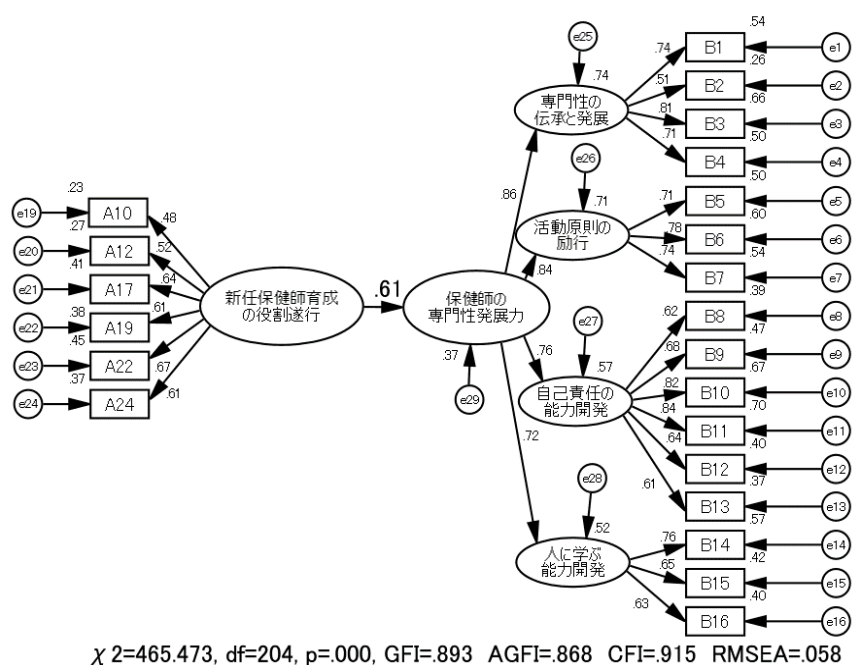 e25
.54
.74
B1
e1
.74
.26
専門性の
伝承と発展
.51
B2
e2
.66
.81
B3
e3
.50
.71
B4
e4
.50
e26
.86
.71
活動原則の
励行
.71
B5
e5
.60
.78
B6
e6
.54
.74
B7
e7
.39
.84
.23
e19
A10
.48
.27
e20
A12
.52
.41
e21
A17
.64
.38
e22
A19
.61
.45
e23
A22
.67
.37
e24
A24
.61
新任保健師育成
の役割遂行
.61
保健師の
専門性発展力
.37
e29
e27
.76
.57
自己責任の
能力開発
.62
B8
e8
.47
.68
B9
e9
.67
.82
B10
e10
.70
.84
B11
e11
.40
.64
B12
e12
.37
.61
B13
e13
.57
.72
e28
.52
人に学ぶ
能力開発
.76
B14
e14
.42
.65
B15
e15
.40
.63
B16
e16
χ2=465.473, df=204, p=.000, GFI=.893 AGFI=.868 CFI=.915 RMSEA=.058